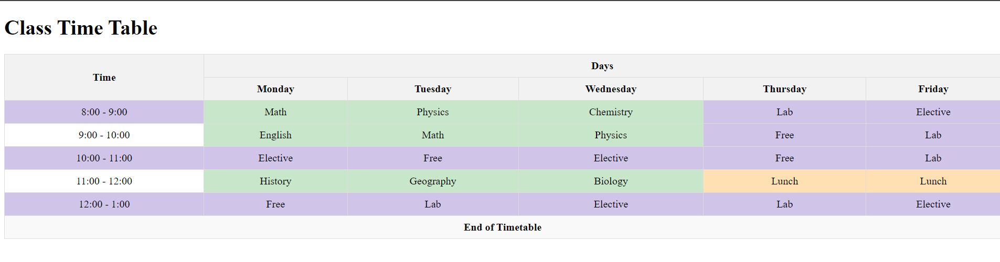 Class Time Table
Time Days
Monday Tuesday Wednesday Thursday Friday
8:00 - 9:00 Math Physics Chemistry Lab Elective
9:00 - 10:00 English Math Physics Free Lab
10:00 - 11:00 Elective Free Elective Free Lab
11:00 - 12:00 History Geography Biology Lunch Lunch
12:00 - 1:00 Free Lab Elective Lab Elective
End of Timetable